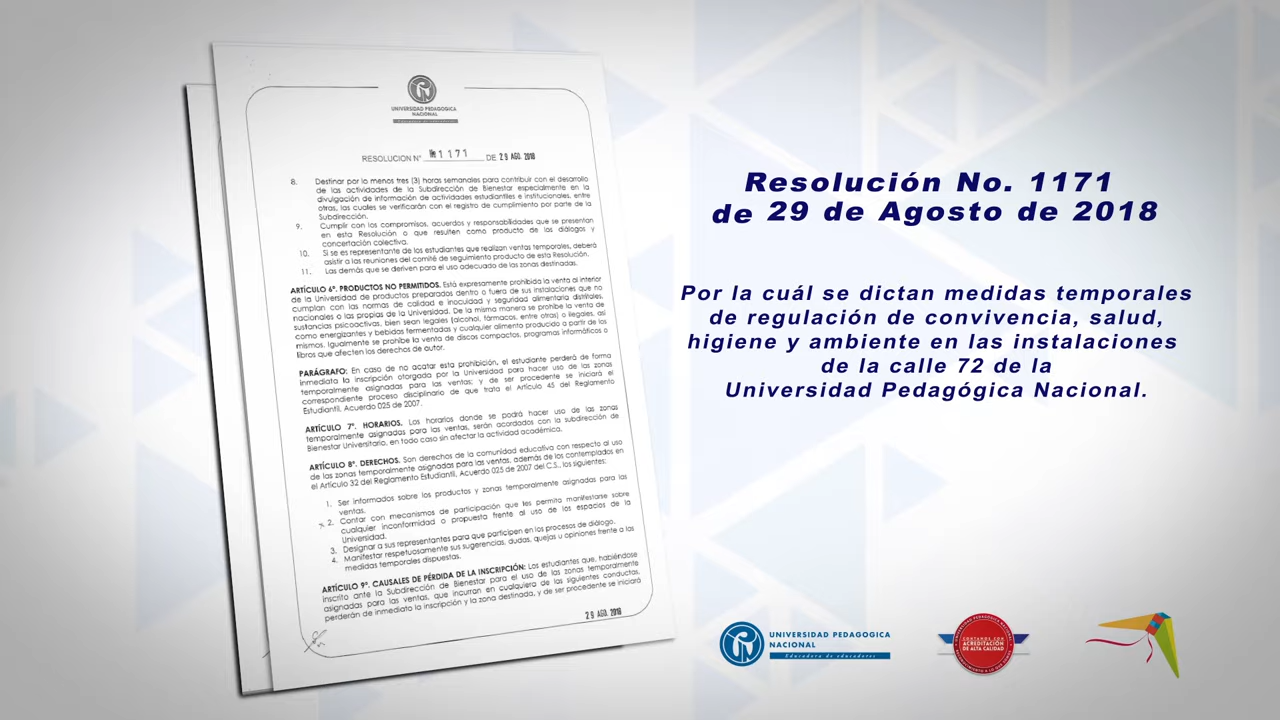 UNIVERSIDAD PEDAGOGICA
NACIONAL
Educadora de educadores
RESOLUCION N° 1171 DE 29 AGO. 2018
8. Destinar por lo menos tres (3) horas semanales para contribuir con el desarrollo
de las actividades de la Subdirección de Bienestar especialmente en la
divulgación de información de actividades estudiantiles e institucionales, entre
otras, las cuales se verificarán con el registro de cumplimiento por parte de la
Subdirección.
9. Cumplir con los compromisos, acuerdos y responsabilidades que se presentan
en esta Resolución o que resulten como producto de los diálogos y
concertación colectiva.
10. Si se es representante de los estudiantes que realizan ventas temporales, deberá
asistir a las reuniones del comité de seguimiento producto de esta Resolución.
11. Las demás que se deriven para el uso adecuado de las zonas destinadas.
ARTÍCULO 6°. PRODUCTOS NO PERMITIDOS. Está expresamente prohibida la venta al interior
de la Universidad de productos preparados dentro o fuera de sus instalaciones que no
cumplan con las normas de calidad e inocuidad y seguridad alimentaria distritales,
nacionales o las propias de la Universidad. De la misma manera se prohíbe la venta de
sustancias psicoactivas, bien sean legales (alcohol, fármacos, entre otros) o ilegales, así
como energizantes y bebidas fermentadas y cualquier alimento producido a partir de los
mismos. Igualmente se prohíbe la venta de discos compactos, programas informáticos o
libros que afecten los derechos de autor.
PARÁGRAFO: En caso de no acatar esta prohibición, el estudiante perderá de forma
inmediata la inscripción otorgada por la Universidad para hacer uso de las zonas
temporalmente asignadas para las ventas; y de ser procedente se iniciará el
correspondiente proceso disciplinario de que trata el Artículo 45 del Reglamento
Estudiantil, Acuerdo 025 de 2007.
ARTÍCULO 7°. HORARIOS. Los horarios donde se podrá hacer uso de las zonas
temporalmente asignadas para las ventas, serán acordados con la subdirección de
Bienestar Universitario, en todo caso sin afectar la actividad académica.
ARTÍCULO 8°. DERECHOS. Son derechos de la comunidad educativa con respecto al uso
de las zonas temporalmente asignadas para las ventas, además de los contemplados en
el Artículo 32 del Reglamento Estudiantil, Acuerdo 025 de 2007 del C.S., los siguientes:
1. Ser informados sobre los productos y zonas temporalmente asignadas para las
ventas.
2. Contar con mecanismos de participación que les permita manifestarse sobre
cualquier inconformidad o propuesta frente al uso de los espacios de la
Universidad.
3. Designar a sus representantes para que participen en los procesos de diálogo.
4. Manifestar respetuosamente sus sugerencias, dudas, quejas u opiniones frente a las
medidas temporales dispuestas.
ARTÍCULO 9°. CAUSALES DE PÉRDIDA DE LA INSCRIPCIÓN: Los estudiantes que, habiéndose
inscrito ante la Subdirección de Bienestar para el uso de las zonas temporalmente
asignadas para las ventas, que incurran en cualquiera de las siguientes conductas,
perderán de inmediato la inscripción y la zona destinada, y de ser procedente se iniciará
29 AGO. 2018
Resolución No. 1171
de 29 de Agosto de 2018
Por la cuál se dictan medidas temporales
de regulación de convivencia, salud,
higiene y ambiente en las instalaciones
de la calle 72 de la
Universidad Pedagógica Nacional.
UNIVERSIDAD PEDAGOGICA
NACIONAL
Educadora de educadores
CONTAMOS CON
ACREDITACIÓN
DE ALTA CALIDAD